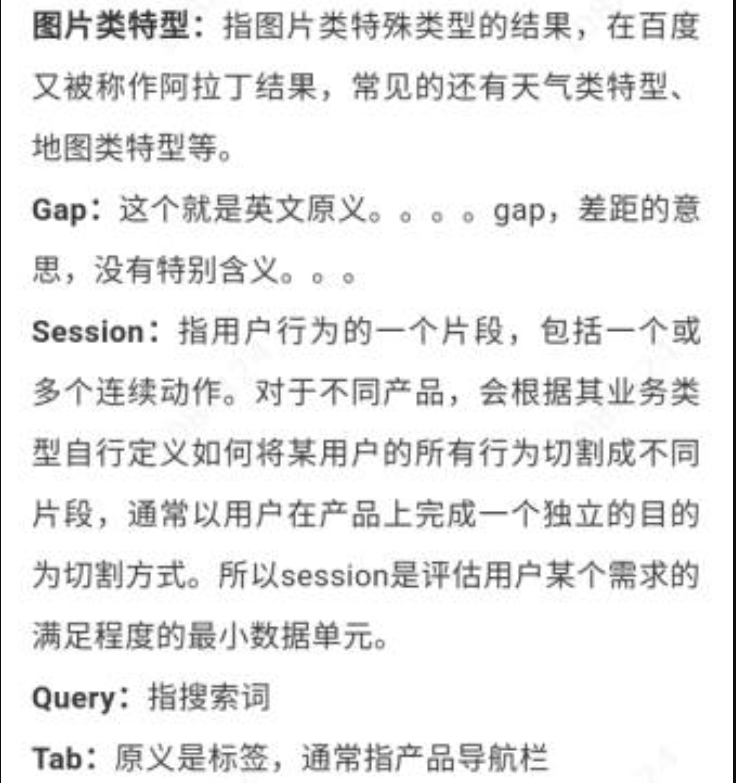 图片类特型：指图片类特殊类型的结果，在百度
又被称作阿拉丁结果，常见的还有天气类特型、
地图类特型等。
Gap：这个就是英文原义。。。。gap，差距的意
思，没有特别含义。。。
Session：指用户行为的一个片段，包括一个或
多个连续动作。对于不同产品，会根据其业务类
型自行定义如何将某用户的所有行为切割成不同
片段，通常以用户在产品上完成一个独立的目的
为切割方式。所以session是评估用户某个需求的
满足程度的最小数据单元。
Query：指搜索词
Tab：原义是标签，通常指产品导航栏